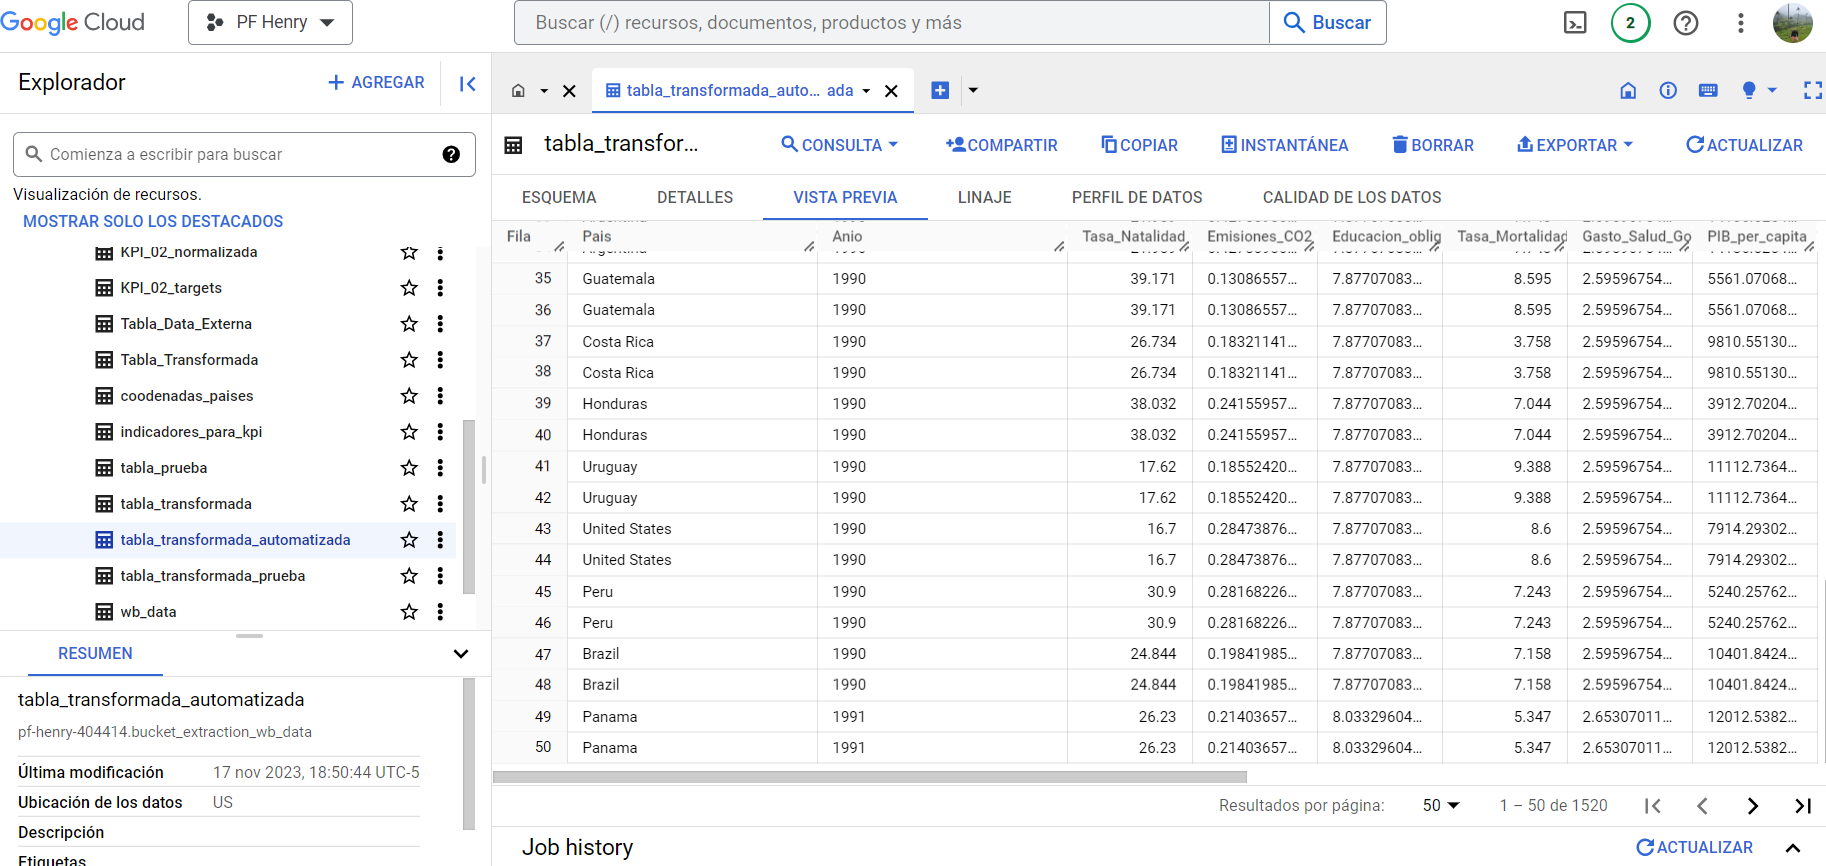 Google Cloud
PF Henry
Buscar (/) recursos, documentos, productos y más
Buscar
2
Explorador
AGREGAR
Comienza a escribir para buscar
Visualización de recursos.
MOSTRAR SOLO LOS DESTACADOS
KPI_02_normalizada
KPI_02_targets
Tabla_Data_Externa
Tabla_Transformada
coodenadas_paises
indicadores_para_kpi
tabla_prueba
tabla_transformada
tabla_transformada_automatizada
tabla_transformada_prueba
wb_data
RESUMEN
tabla_transformada_automatizada
pf-henry-404414.bucket_extraction_wb_data
Última modificación 17 nov 2023, 18:50:44 UTC-5
Ubicación de los datos US
Descripción
Etiquetas
tabla_transformada_auto... ada
tabla_transfor...
CONSULTA
COMPARTIR
COPIAR
INSTANTÁNEA
BORRAR
EXPORTAR
ACTUALIZAR
ESQUEMA DETALLES VISTA PREVIA LINAJE PERFIL DE DATOS CALIDAD DE LOS DATOS
Fila Pais Anio Tasa_Natalidad Emisiones_CO2 Educacion_oblig Tasa_Mortalidad Gasto_Salud_Go PIB_per_capita
35 Guatemala 1990 39.171 0.13086557... 7.87707083... 8.595 2.59596754... 5561.07068...
36 Guatemala 1990 39.171 0.13086557... 7.87707083... 8.595 2.59596754... 5561.07068...
37 Costa Rica 1990 26.734 0.18321141... 7.87707083... 3.758 2.59596754... 9810.55130...
38 Costa Rica 1990 26.734 0.18321141... 7.87707083... 3.758 2.59596754... 9810.55130...
39 Honduras 1990 38.032 0.24155957... 7.87707083... 7.044 2.59596754... 3912.70204...
40 Honduras 1990 38.032 0.24155957... 7.87707083... 7.044 2.59596754... 3912.70204...
41 Uruguay 1990 17.62 0.18552420... 7.87707083... 9.388 2.59596754... 11112.7364...
42 Uruguay 1990 17.62 0.18552420... 7.87707083... 9.388 2.59596754... 11112.7364...
43 United States 1990 16.7 0.28473876... 7.87707083... 8.6 2.59596754... 7914.29302...
44 United States 1990 16.7 0.28473876... 7.87707083... 8.6 2.59596754... 7914.29302...
45 Peru 1990 30.9 0.28168226... 7.87707083... 7.243 2.59596754... 5240.25762...
46 Peru 1990 30.9 0.28168226... 7.87707083... 7.243 2.59596754... 5240.25762...
47 Brazil 1990 24.844 0.19841985... 7.87707083... 7.158 2.59596754... 10401.8424...
48 Brazil 1990 24.844 0.19841985... 7.87707083... 7.158 2.59596754... 10401.8424...
49 Panama 1991 26.23 0.21403657... 8.03329604... 5.347 2.65307011... 12012.5382...
50 Panama 1991 26.23 0.21403657... 8.03329604... 5.347 2.65307011... 12012.5382...
Resultados por página: 50 1 – 50 de 1520
Job history
ACTUALIZAR